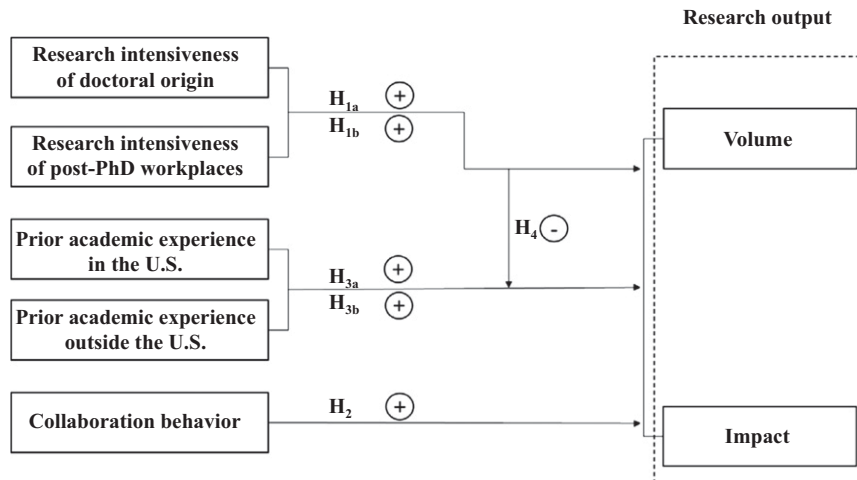 Research output
Research intensiveness
of doctoral origin
H1a +
H1b +
Research intensiveness
of post-PhD workplaces
Volume
H4 -
Prior academic experience
in the U.S.
H3a +
H3b +
Prior academic experience
outside the U.S.
Collaboration behavior
H2 +
Impact